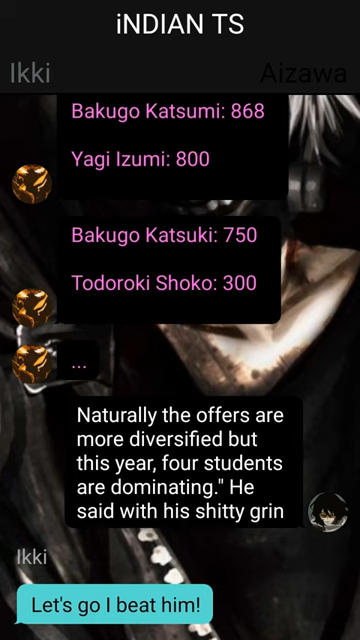 iNDIAN TS
Ikki Aizawa
Bakugo Katsumi: 868
Yagi Izumi: 800
Bakugo Katsuki: 750
Todoroki Shoko: 300
...
Naturally the offers are
more diversified but
this year, four students
are dominating." He
said with his shitty grin
Ikki
Let's go I beat him!